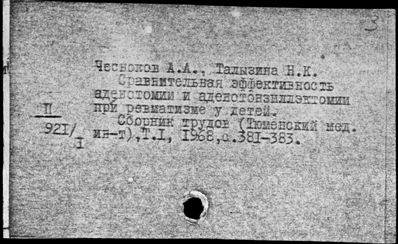 Чесноков А.А., Талызина Н.К.
Сравнительная эффективность
аденотомии и аденотонзиллэктомии
при ревматизме у детей.
Сборник трудов (Тюменский мед.
ин-т), Т.I, 1968, с.381-383.
II
921/I
3